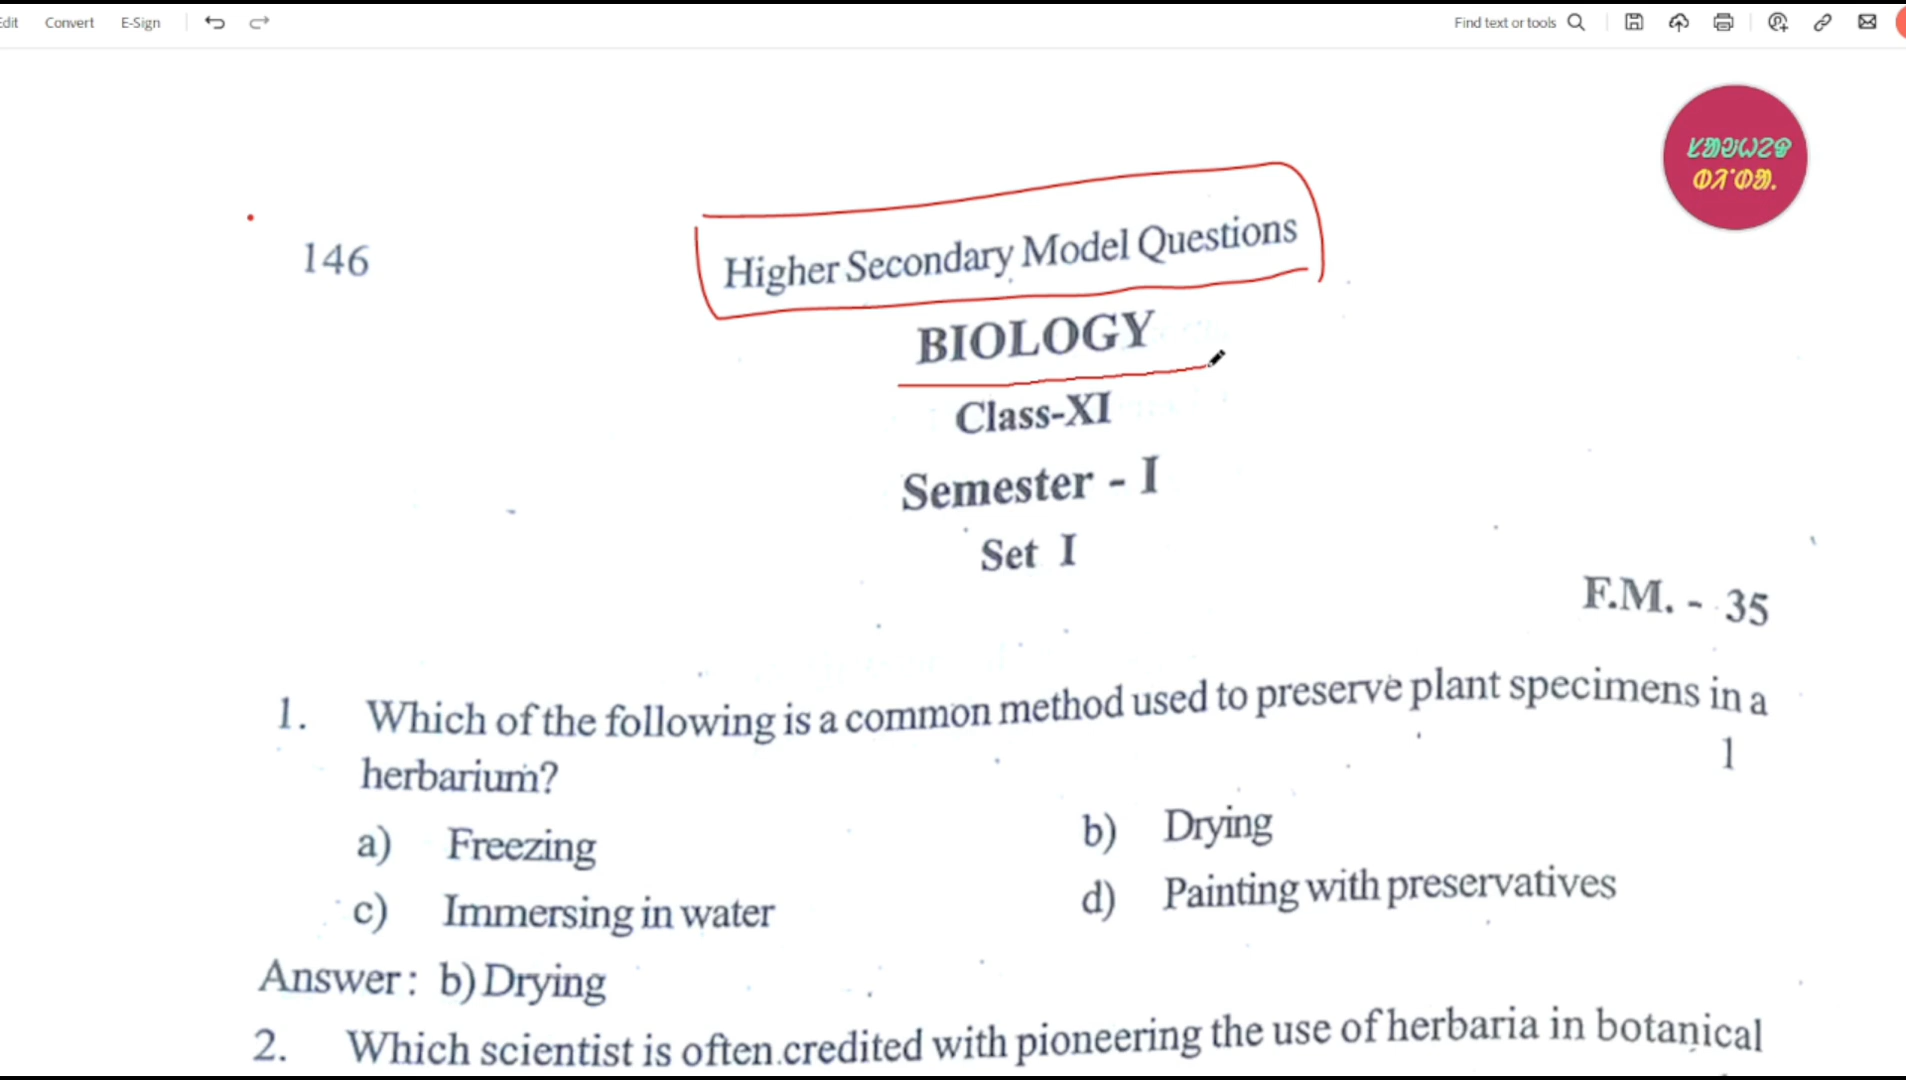 Edit Convert E-Sign Find text or tools
146
Higher Secondary Model Questions
BIOLOGY
Class-XI
Semester - I
Set I
F.M. - 35
1. Which of the following is a common method used to preserve plant specimens in a
herbarium? 1
a) Freezing b) Drying
c) Immersing in water d) Painting with preservatives
Answer: b) Drying
2. Which scientist is often credited with pioneering the use of herbaria in botanical